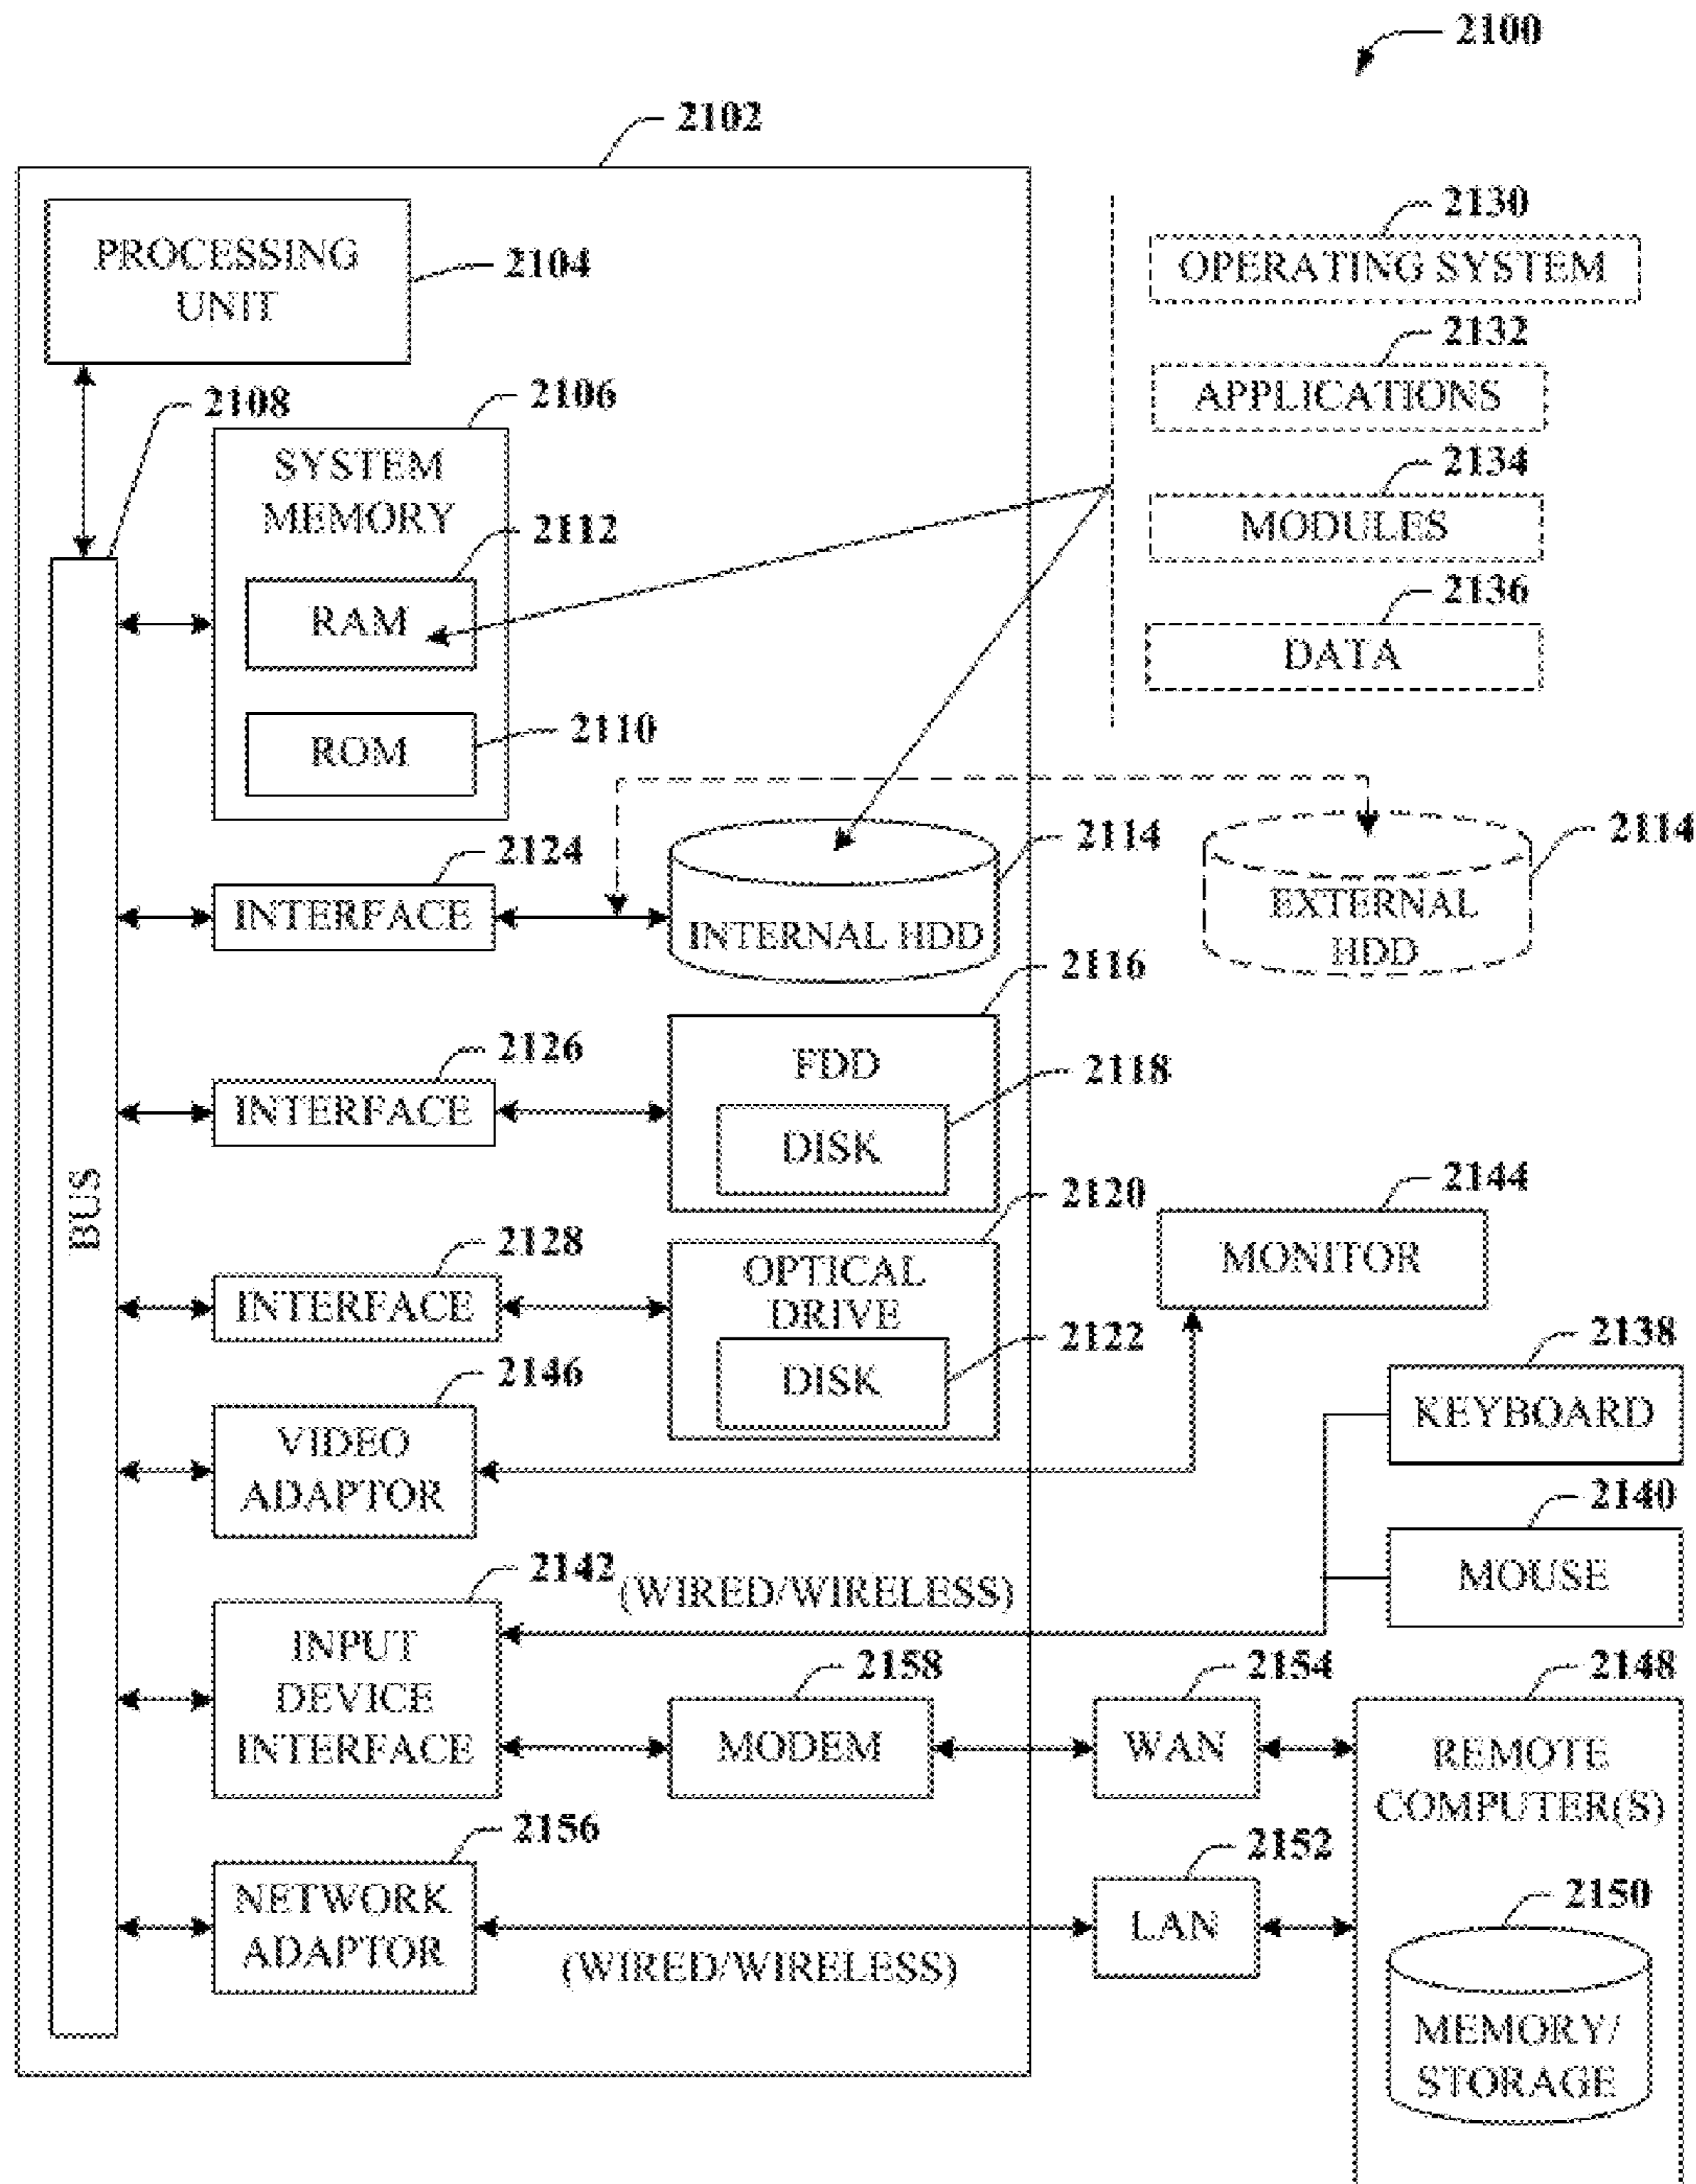 2100
2102
PROCESSING
UNIT
2104
2130
OPERATING SYSTEM
2132
APPLICATIONS
2134
MODULES
2136
DATA
2108
2106
SYSTEM
MEMORY
2112
RAM
2110
ROM
BUS
2124
INTERFACE
2114
INTERNAL HDD
2114
EXTERNAL
HDD
2116
FDD
2126
INTERFACE
2118
DISK
2120
OPTICAL
DRIVE
2128
INTERFACE
2122
DISK
2144
MONITOR
2138
KEYBOARD
2146
VIDEO
ADAPTOR
2140
MOUSE
2142
(WIRED/WIRELESS)
INPUT
DEVICE
INTERFACE
2158
MODEM
2154
WAN
2148
REMOTE
COMPUTER(S)
2156
NETWORK
ADAPTOR
(WIRED/WIRELESS)
2152
LAN
2150
MEMORY/
STORAGE